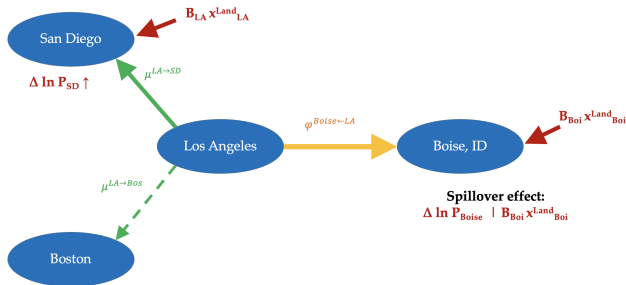 B_LA x^Land_LA
San Diego
Δ ln P_SD ↑
μ^LA→SD
φ^Boise←LA
B_Boi x^Land_Boi
Los Angeles
Boise, ID
μ^LA→Bos
Spillover effect:
Δ ln P_Boise | B_Boi x^Land_Boi
Boston